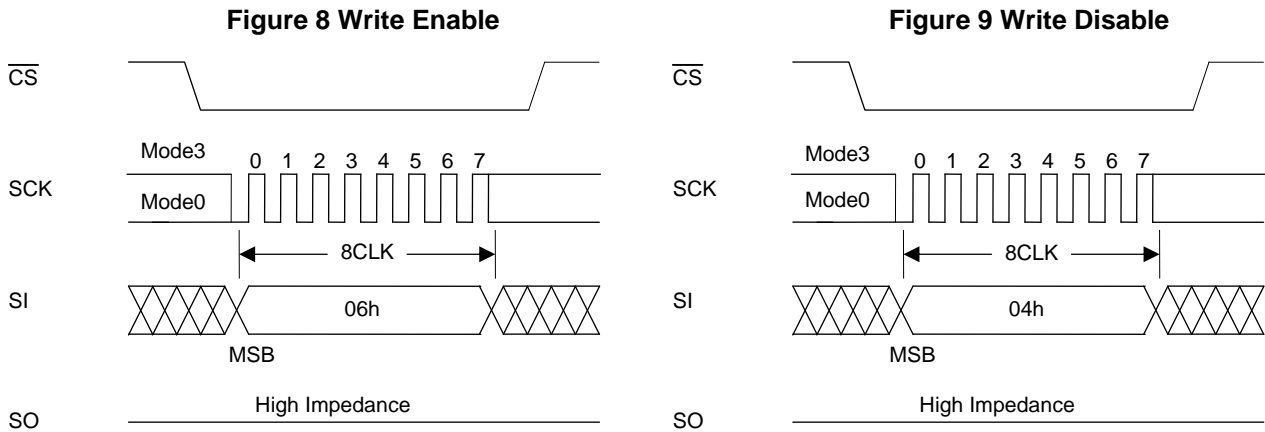 Figure 8 Write Enable
CS
Mode3
0 1 2 3 4 5 6 7
SCK
Mode0
8CLK
SI
06h
MSB
High Impedance
SO
Figure 9 Write Disable
CS
Mode3
0 1 2 3 4 5 6 7
SCK
Mode0
8CLK
SI
04h
MSB
High Impedance
SO